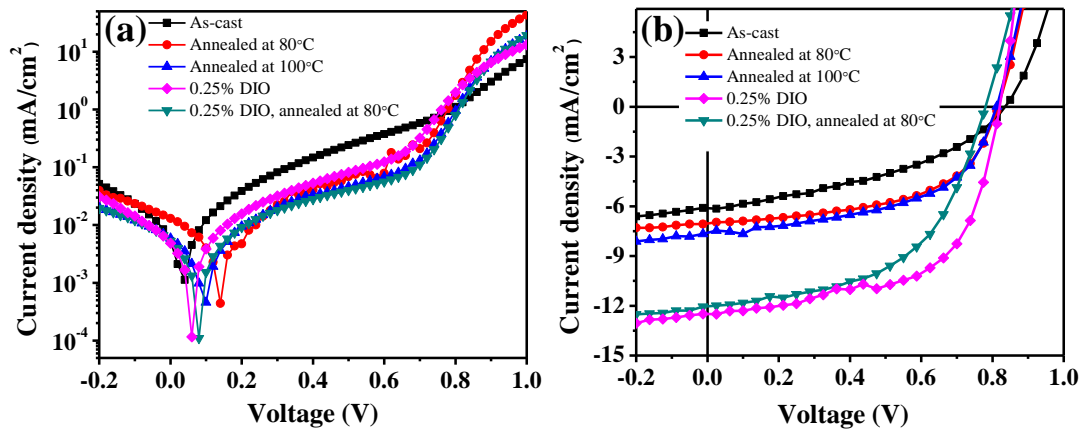 (a)
As-cast
Annealed at 80°C
Annealed at 100°C
0.25% DIO
0.25% DIO, annealed at 80°C
10¹
10⁰
10⁻¹
10⁻²
10⁻³
10⁻⁴
Current density (mA/cm²)
-0.2 0.0 0.2 0.4 0.6 0.8 1.0
Voltage (V)
(b)
As-cast
Annealed at 80°C
Annealed at 100°C
0.25% DIO
0.25% DIO, annealed at 80°C
6
3
0
-3
-6
-9
-12
-15
Current density (mA/cm²)
-0.2 0.0 0.2 0.4 0.6 0.8 1.0
Voltage (V)